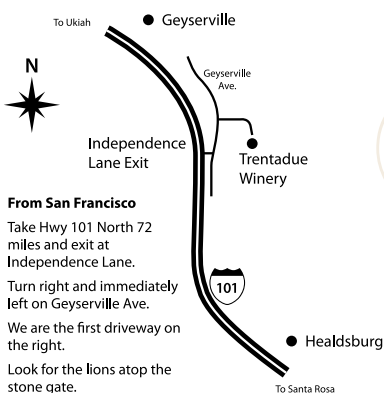 To Ukiah
Geyserville
N
Geyserville
Ave.
Independence
Lane Exit
Trentadue
Winery
From San Francisco
Take Hwy 101 North 72
miles and exit at
Independence Lane.
Turn right and immediately
left on Geyserville Ave.
We are the first driveway on
the right.
Look for the lions atop the
stone gate.
101
Healdsburg
To Santa Rosa